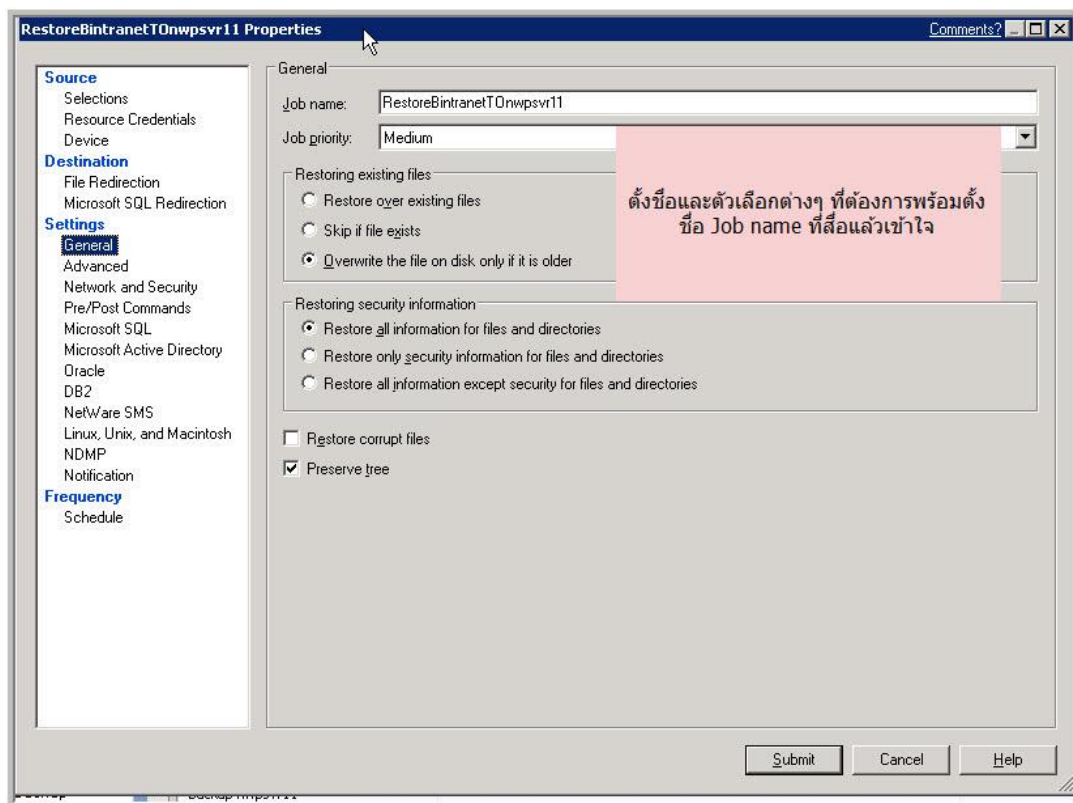 RestoreBintranetTOnwpsvr11 Properties
Comments?
Source
Selections
Resource Credentials
Device
Destination
File Redirection
Microsoft SQL Redirection
Settings
General
Advanced
Network and Security
Pre/Post Commands
Microsoft SQL
Microsoft Active Directory
Oracle
DB2
NetWare SMS
Linux, Unix, and Macintosh
NDMP
Notification
Frequency
Schedule
General
Job name: RestoreBintranetTOnwpsvr11
Job priority: Medium
ตั้งชื่อและตัวเลือกต่างๆ ที่ต้องการพร้อมตั้ง
ชื่อ Job name ที่สื่อแล้วเข้าใจ
Restoring existing files
Restore over existing files
Skip if file exists
Overwrite the file on disk only if it is older
Restoring security information
Restore all information for files and directories
Restore only security information for files and directories
Restore all information except security for files and directories
Restore corrupt files
Preserve tree
Submit
Cancel
Help